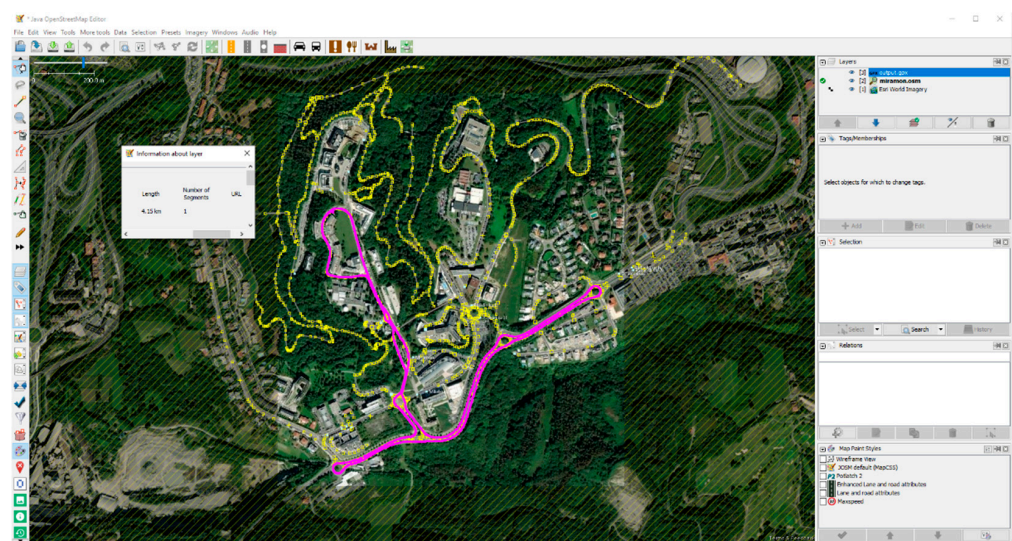 * Java OpenStreetMap Editor
File Edit View Tools More tools Data Selection Presets Imagery Windows Audio Help
0
200.0 m
Information about layer
Length
Number of Segments
URL
4.15 km
1
Layers
[2] output.gpx
[2] miramon.osm
[1] Esri World Imagery
Tags/Memberships
Select objects for which to change tags.
Add Edit Delete
Selection
Select Search History
Relations
Map Paint Styles
Wireframe View
JOSM default (MapCSS)
Potlatch 2
Enhanced Lane and road attributes
Lane and road attributes
Maxspeed